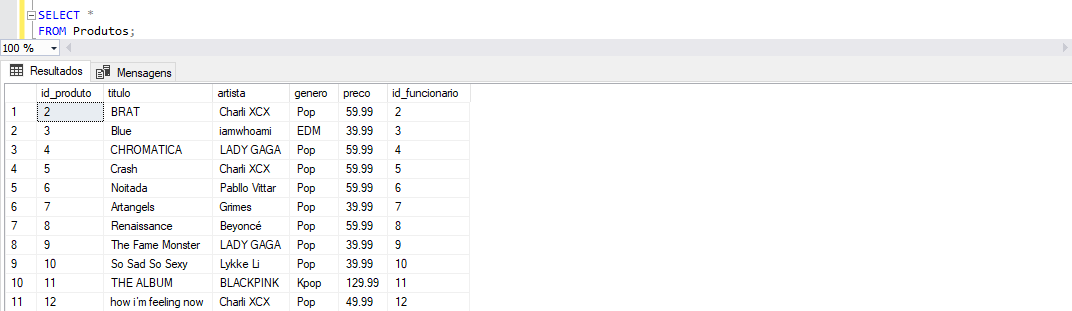 SELECT *
FROM Produtos;
100 %
Resultados Mensagens
id_produto titulo artista genero preco id_funcionario
1 2 BRAT Charli XCX Pop 59.99 2
2 3 Blue iamwhoami EDM 39.99 3
3 4 CHROMATICA LADY GAGA Pop 59.99 4
4 5 Crash Charli XCX Pop 59.99 5
5 6 Noitada Pabllo Vittar Pop 59.99 6
6 7 Artangels Grimes Pop 39.99 7
7 8 Renaissance Beyoncé Pop 59.99 8
8 9 The Fame Monster LADY GAGA Pop 39.99 9
9 10 So Sad So Sexy Lykke Li Pop 39.99 10
10 11 THE ALBUM BLACKPINK Kpop 129.99 11
11 12 how i'm feeling now Charli XCX Pop 49.99 12